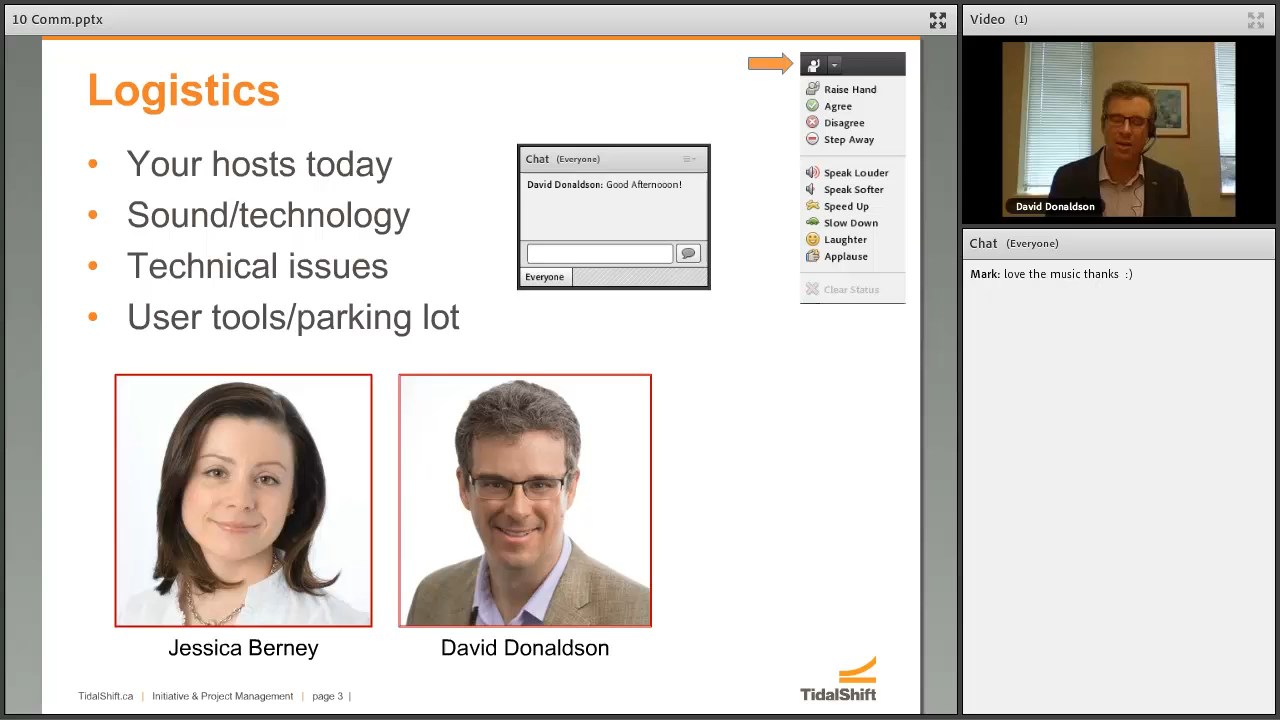 10 Comm.pptx
Logistics
• Your hosts today
• Sound/technology
• Technical issues
• User tools/parking lot
Chat (Everyone)
David Donaldson: Good Afternooon!
Everyone
Raise Hand
Agree
Disagree
Step Away
Speak Louder
Speak Softer
Speed Up
Slow Down
Laughter
Applause
Clear Status
Jessica Berney
David Donaldson
TidalShift.ca | Initiative & Project Management | page 3 |
TidalShift
Video (1)
David Donaldson
Chat (Everyone)
Mark: love the music thanks :)